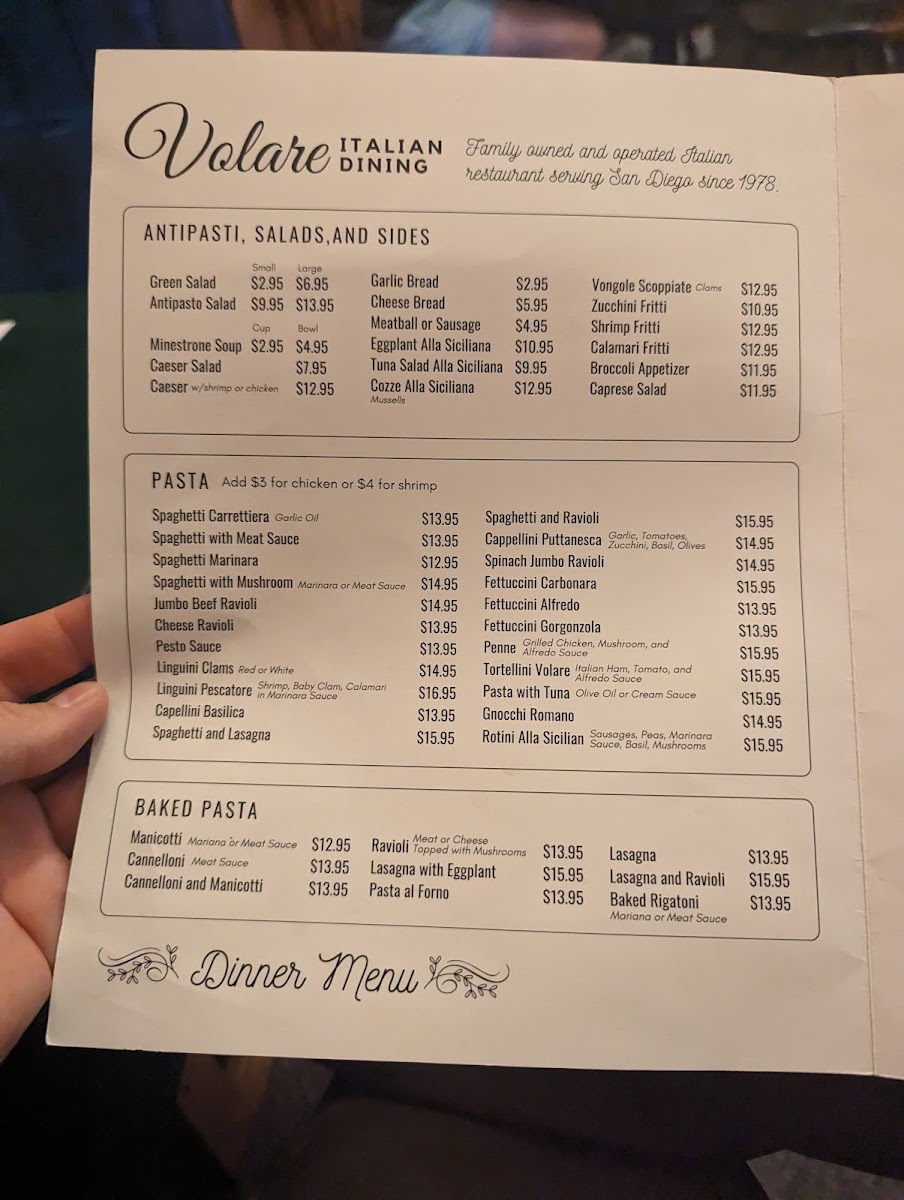 Volare ITALIAN DINING
Family owned and operated Italian
restaurant serving San Diego since 1978.
ANTIPASTI, SALADS,AND SIDES
Small Large
Green Salad $2.95 $6.95
Antipasto Salad $9.95 $13.95
Cup Bowl
Minestrone Soup $2.95 $4.95
Caeser Salad $7.95
Caeser w/shrimp or chicken $12.95
Garlic Bread $2.95
Cheese Bread $5.95
Meatball or Sausage $4.95
Eggplant Alla Siciliana $10.95
Tuna Salad Alla Siciliana $9.95
Cozze Alla Siciliana $12.95
Mussells
Vongole Scoppiate Clams $12.95
Zucchini Fritti $10.95
Shrimp Fritti $12.95
Calamari Fritti $12.95
Broccoli Appetizer $11.95
Caprese Salad $11.95
PASTA Add $3 for chicken or $4 for shrimp
Spaghetti Carrettiera Garlic Oil $13.95
Spaghetti with Meat Sauce $13.95
Spaghetti Marinara $12.95
Spaghetti with Mushroom Marinara or Meat Sauce $14.95
Jumbo Beef Ravioli $14.95
Cheese Ravioli $13.95
Pesto Sauce $13.95
Linguini Clams Red or White $14.95
Linguini Pescatore Shrimp, Baby Clam, Calamari
in Marinara Sauce $16.95
Capellini Basilica $13.95
Spaghetti and Lasagna $15.95
Spaghetti and Ravioli $15.95
Cappellini Puttanesca Garlic, Tomatoes,
Zucchini, Basil, Olives $14.95
Spinach Jumbo Ravioli $14.95
Fettuccini Carbonara $15.95
Fettuccini Alfredo $13.95
Fettuccini Gorgonzola $13.95
Penne Grilled Chicken, Mushroom, and
Alfredo Sauce $15.95
Tortellini Volare Italian Ham, Tomato, and
Alfredo Sauce $15.95
Pasta with Tuna Olive Oil or Cream Sauce $15.95
Gnocchi Romano $14.95
Rotini Alla Sicilian Sausages, Peas, Marinara
Sauce, Basil, Mushrooms $15.95
BAKED PASTA
Manicotti Mariana or Meat Sauce $12.95
Cannelloni Meat Sauce $13.95
Cannelloni and Manicotti $13.95
Ravioli Meat or Cheese
Topped with Mushrooms $13.95
Lasagna with Eggplant $15.95
Pasta al Forno $13.95
Lasagna $13.95
Lasagna and Ravioli $15.95
Baked Rigatoni $13.95
Mariana or Meat Sauce
Dinner Menu